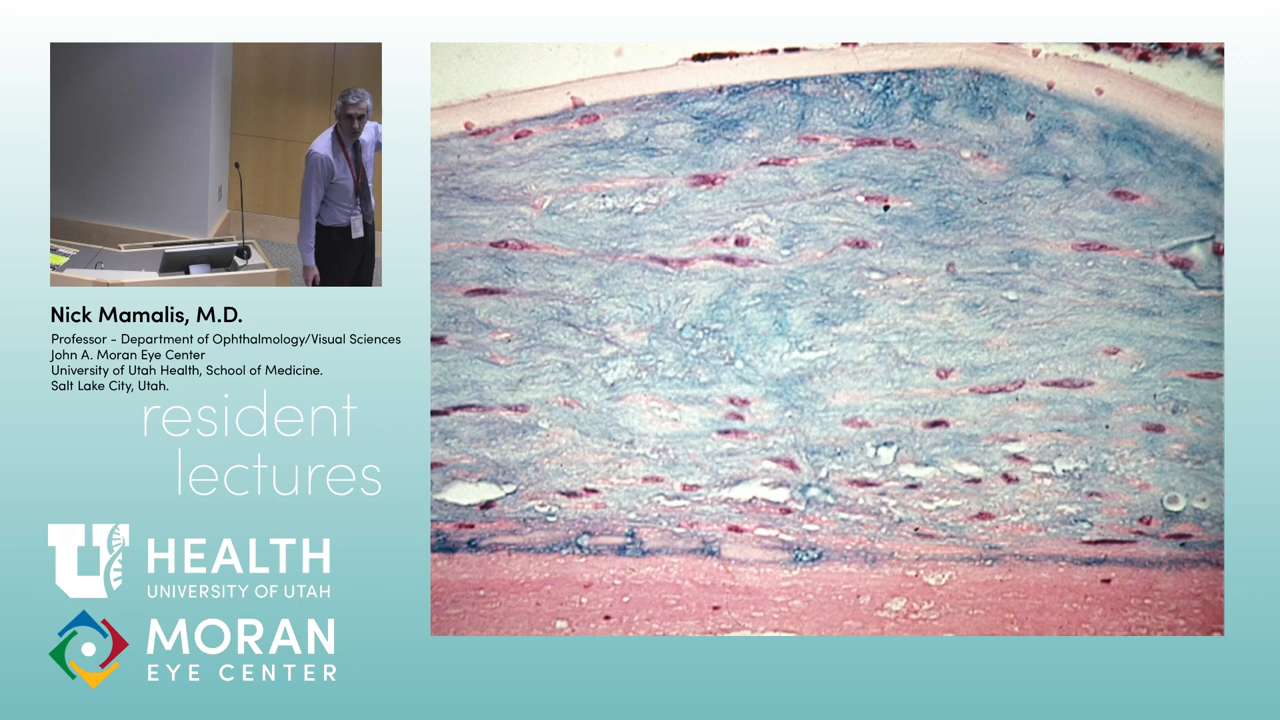 Nick Mamalis, M.D.
Professor - Department of Ophthalmology/Visual Sciences
John A. Moran Eye Center
University of Utah Health, School of Medicine.
Salt Lake City, Utah.
resident
lectures
U HEALTH
UNIVERSITY OF UTAH
MORAN
EYE CENTER